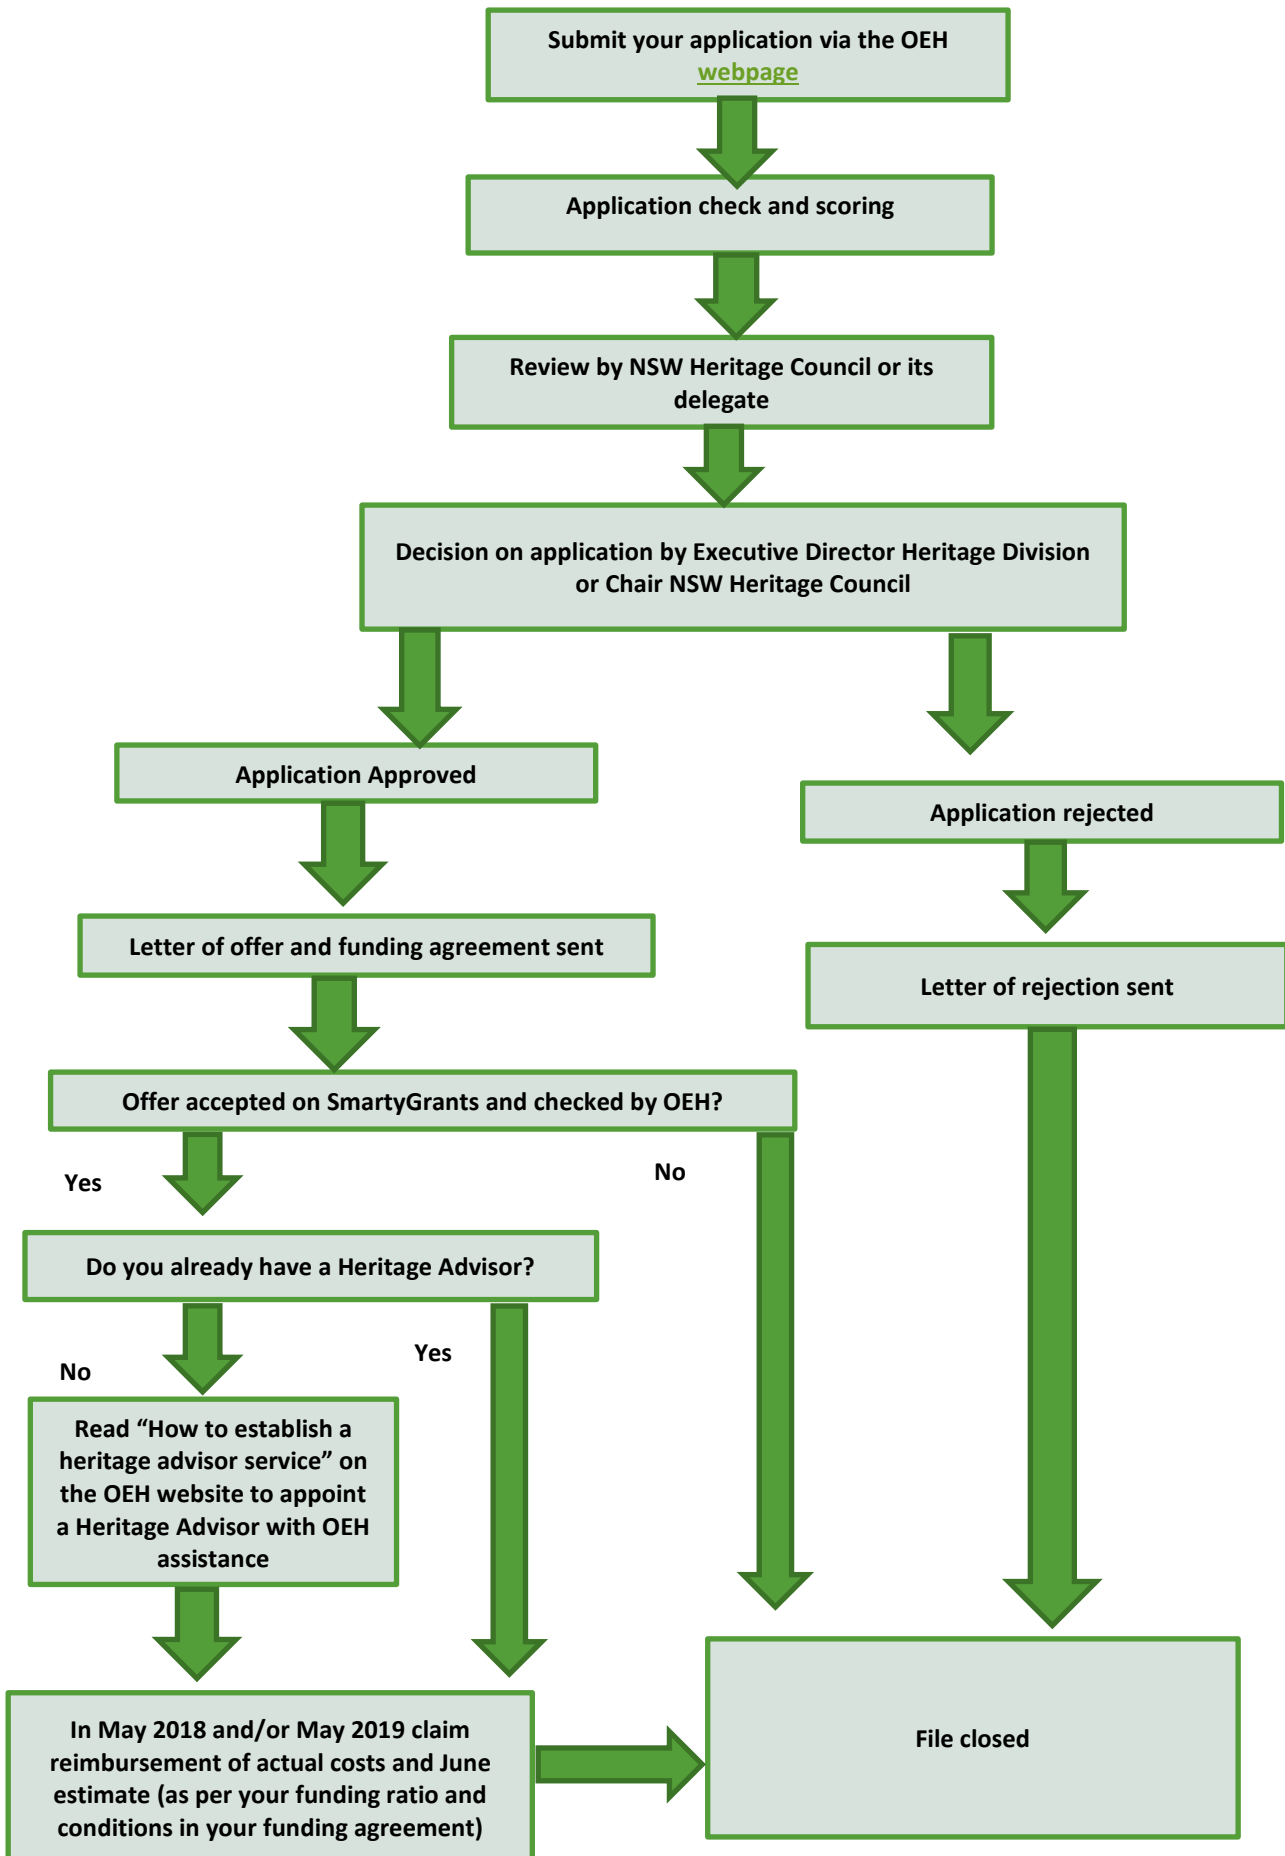 Submit your application via the OEH
webpage
Application check and scoring
Review by NSW Heritage Council or its
delegate
Decision on application by Executive Director Heritage Division
or Chair NSW Heritage Council
Application Approved
Application rejected
Letter of offer and funding agreement sent
Letter of rejection sent
Offer accepted on SmartyGrants and checked by OEH?
Yes
No
Do you already have a Heritage Advisor?
No
Yes
Read “How to establish a
heritage advisor service” on
the OEH website to appoint
a Heritage Advisor with OEH
assistance
In May 2018 and/or May 2019 claim
reimbursement of actual costs and June
estimate (as per your funding ratio and
conditions in your funding agreement)
File closed